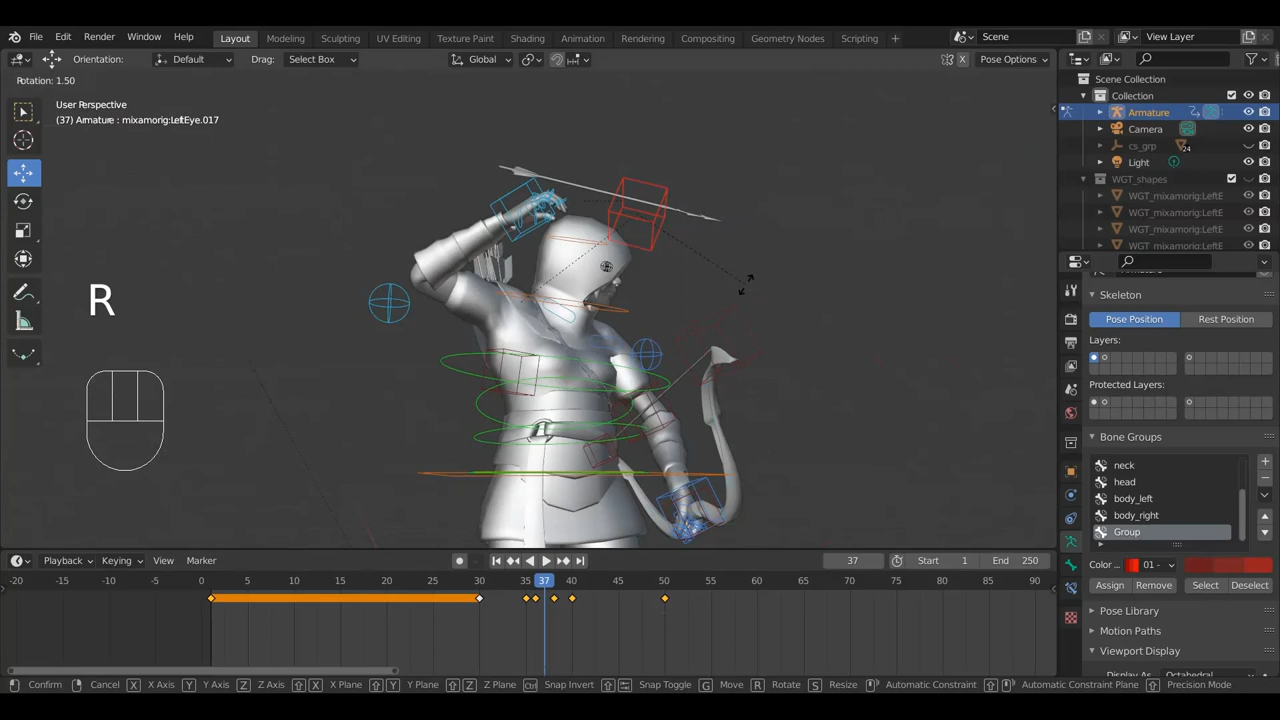 File Edit Render Window Help Layout Modeling Sculpting UV Editing Texture Paint Shading Animation Rendering Compositing Geometry Nodes Scripting + Scene View Layer
Orientation: Default Drag: Select Box Global X Pose Options
Rotation: 1.50
User Perspective
(37) Armature : mixamorig:LeftEye.017
R
Scene Collection
Collection
Armature
Camera
cs_grp 24
Light
WGT_shapes
WGT_mixamorig:LeftE
WGT_mixamorig:LeftE
WGT_mixamorig:LeftE
WGT_mixamorig:LeftE
Armature
Skeleton
Pose Position Rest Position
Layers:
Protected Layers:
Bone Groups
neck
head
body_left
body_right
Group
Color... 01 -
Assign Remove Select Deselect
Pose Library
Motion Paths
Viewport Display
Display As Octahedral
Playback Keying View Marker 37 Start 1 End 250
-20 -15 -10 -5 0 5 10 15 20 25 30 37 40 45 50 55 60 65 70 75 80 85 90
Confirm Cancel X X Axis Y Y Axis Z Z Axis X X Plane Y Y Plane Z Z Plane Ctrl Snap Invert Snap Toggle G Move R Rotate S Resize Automatic Constraint Automatic Constraint Plane Precision Mode